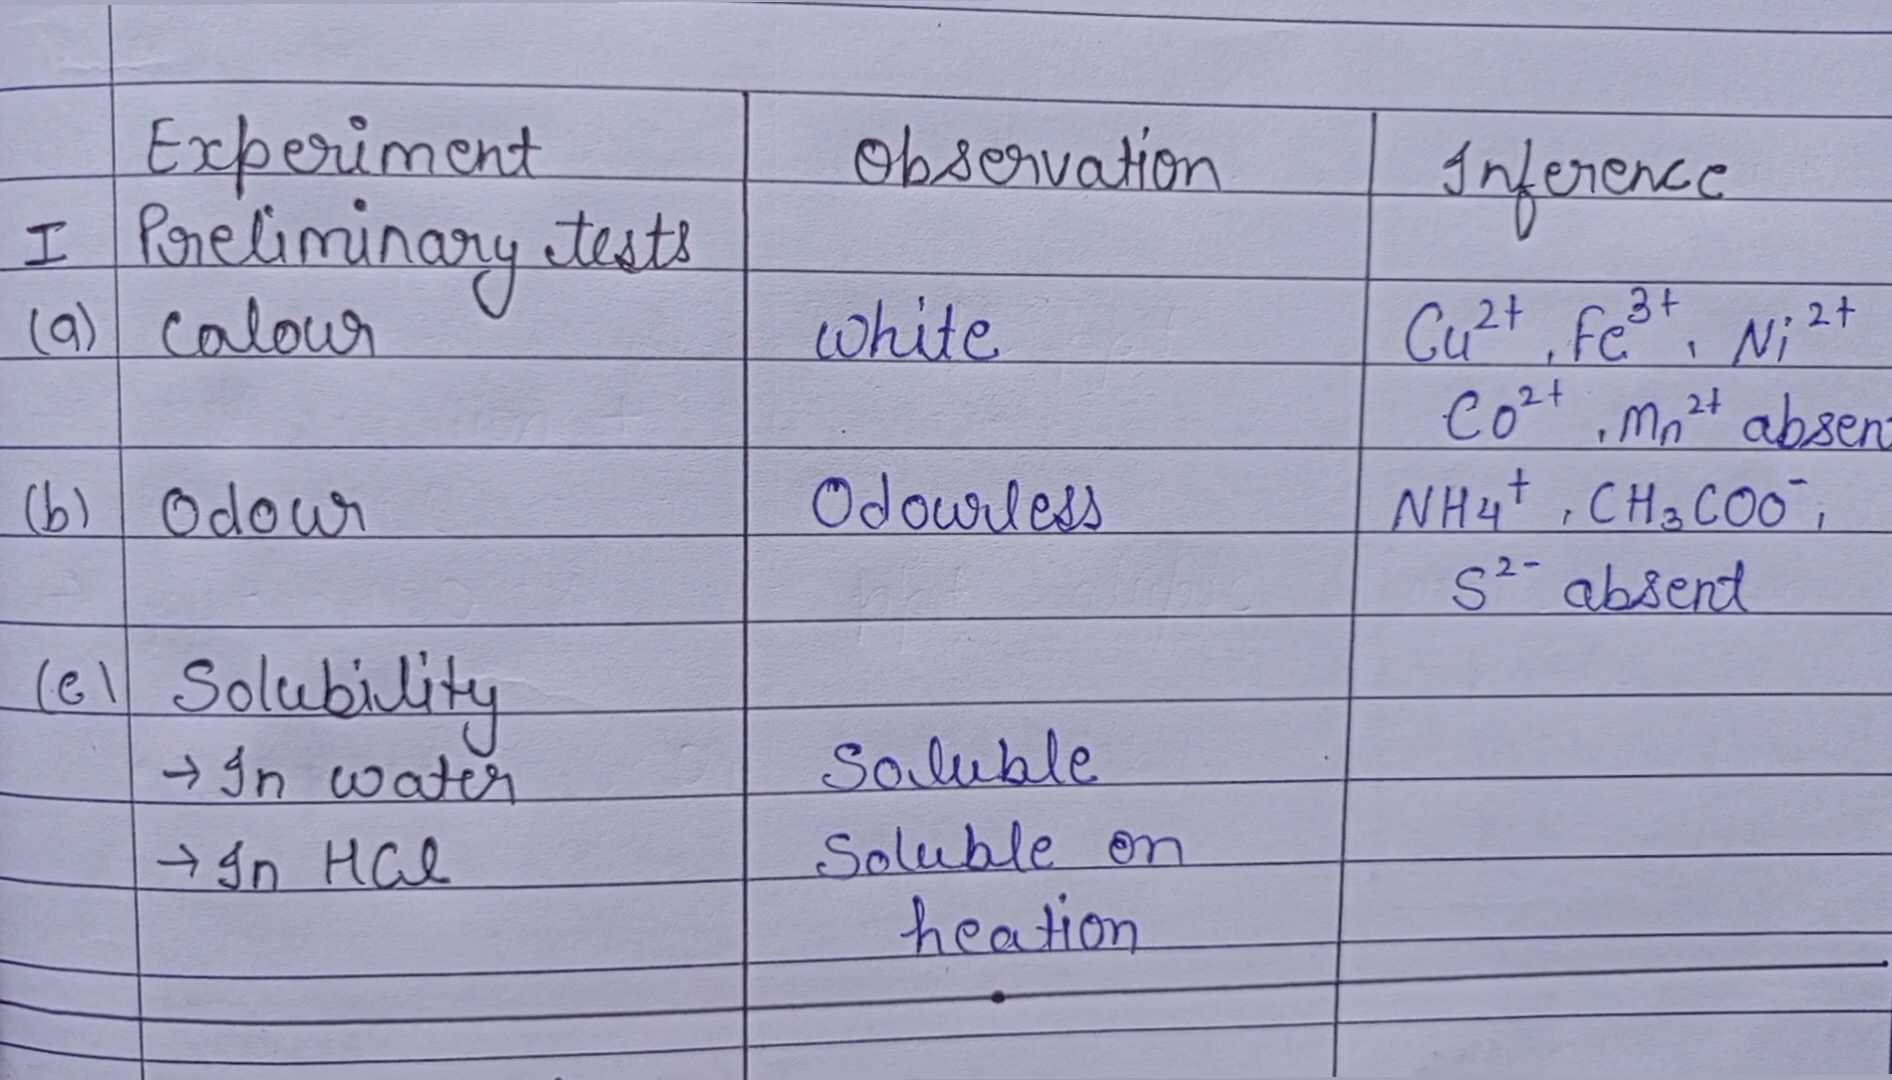 Experiment Observation Inference
I Preliminary tests
(a) Colour White Cu²⁺, Fe³⁺, Ni²⁺
Co²⁺, Mn²⁺ absen
(b) Odour Odourless NH4⁺, CH₃COO⁻,
S²⁻ absent
(c) Solubility
→ In water Soluble
→ In HCl Soluble on
heation